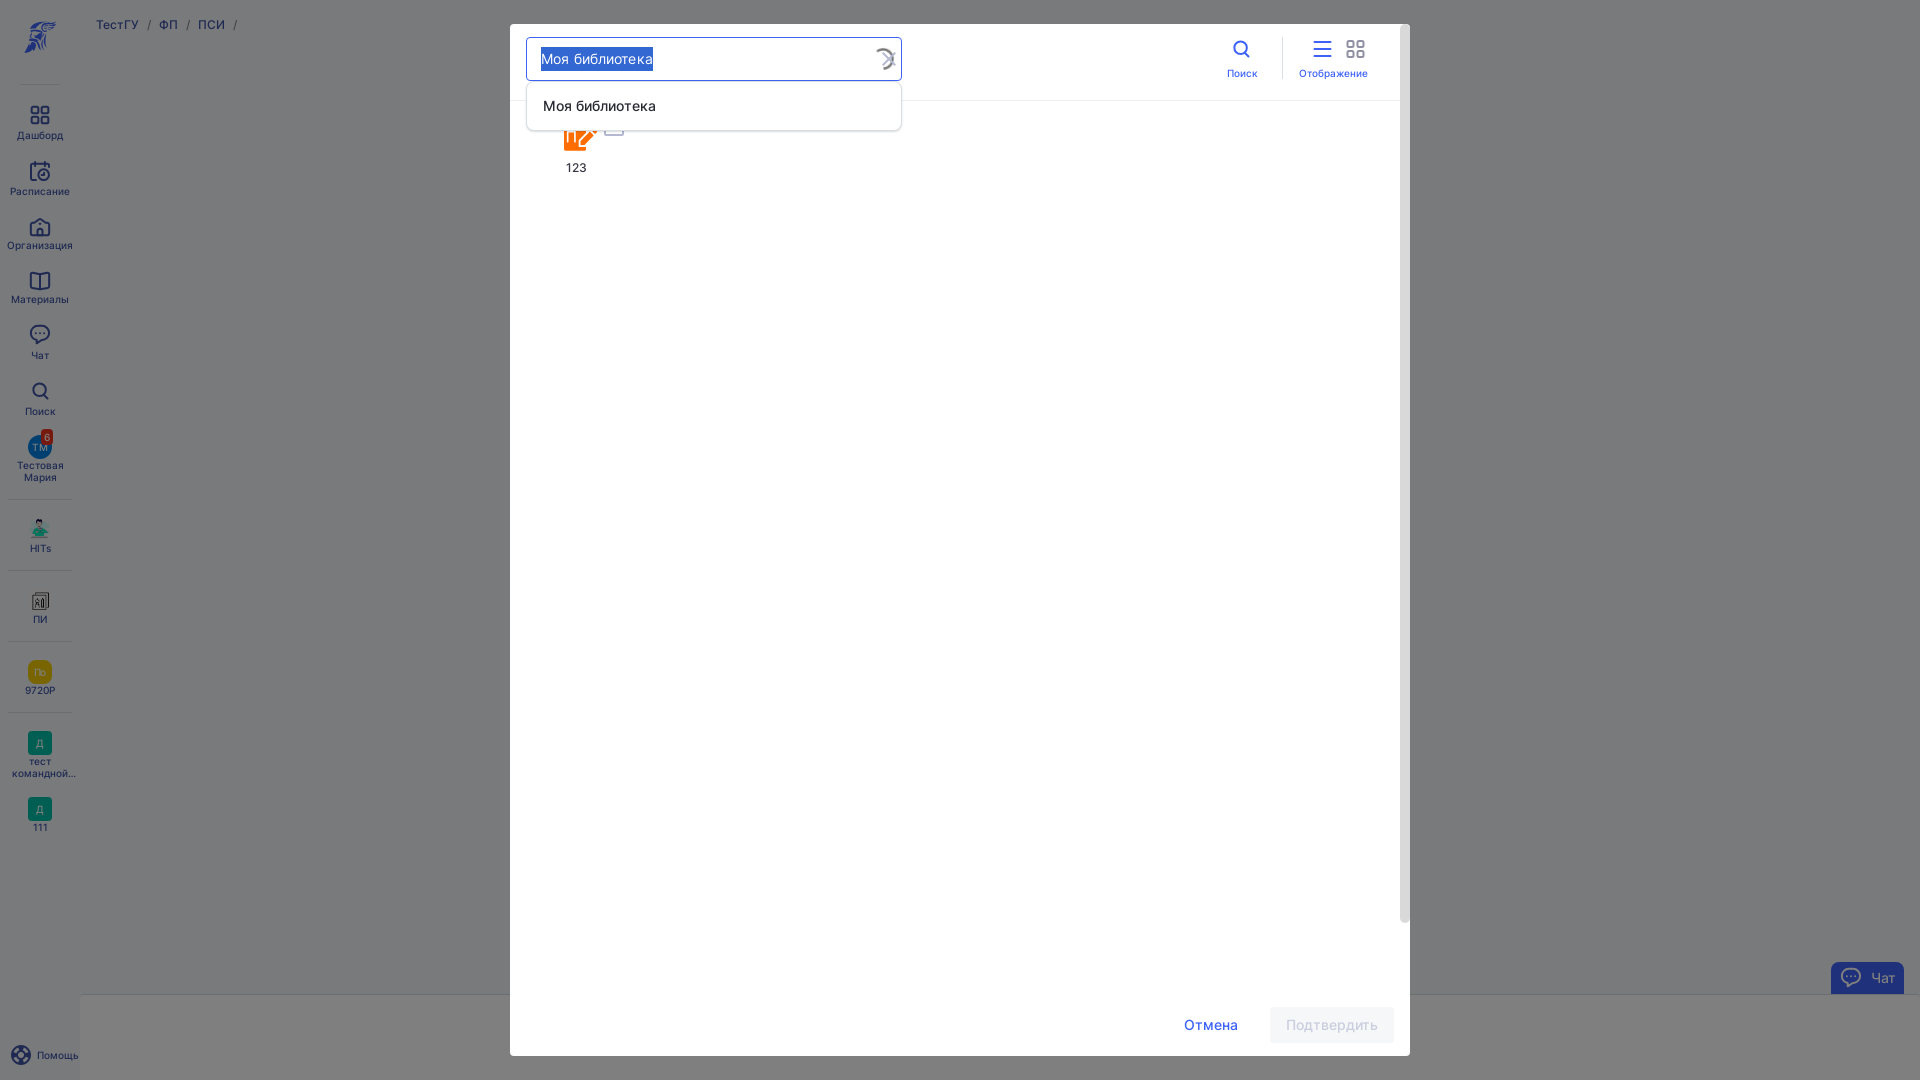 ТестГУ / ФП / ПСИ /
Дашборд
Расписание
Организация
Материалы
Чат
Поиск
6
ТМ
Тестовая
Мария
HITs
ПИ
Пь
9720Р
Д
тест
командной...
Д
111
Помощь
Моя библиотека
Моя библиотека
123
Поиск
Отображение
Отмена
Подтвердить
Чат